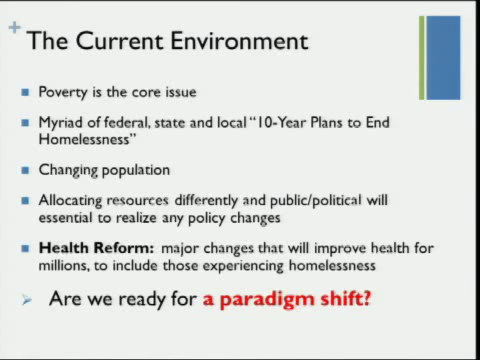 The Current Environment
Poverty is the core issue
Myriad of federal, state and local “10-Year Plans to End
Homelessness”
Changing population
Allocating resources differently and public/political will
essential to realize any policy changes
Health Reform: major changes that will improve health for
millions, to include those experiencing homelessness
Are we ready for a paradigm shift?